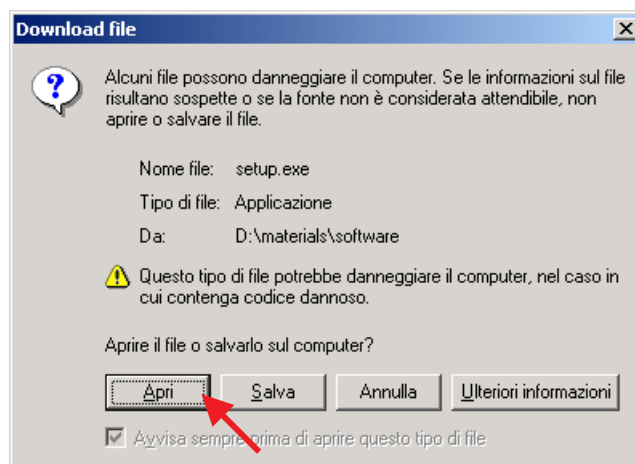 Download file
Alcuni file possono danneggiare il computer. Se le informazioni sul file
risultano sospette o se la fonte non è considerata attendibile, non
aprire o salvare il file.
Nome file: setup.exe
Tipo di file: Applicazione
Da: D:\materials\software
Questo tipo di file potrebbe danneggiare il computer, nel caso in
cui contenga codice dannoso.
Aprire il file o salvarlo sul computer?
Apri Salva Annulla Ulteriori informazioni
Avvisa sempre prima di aprire questo tipo di file